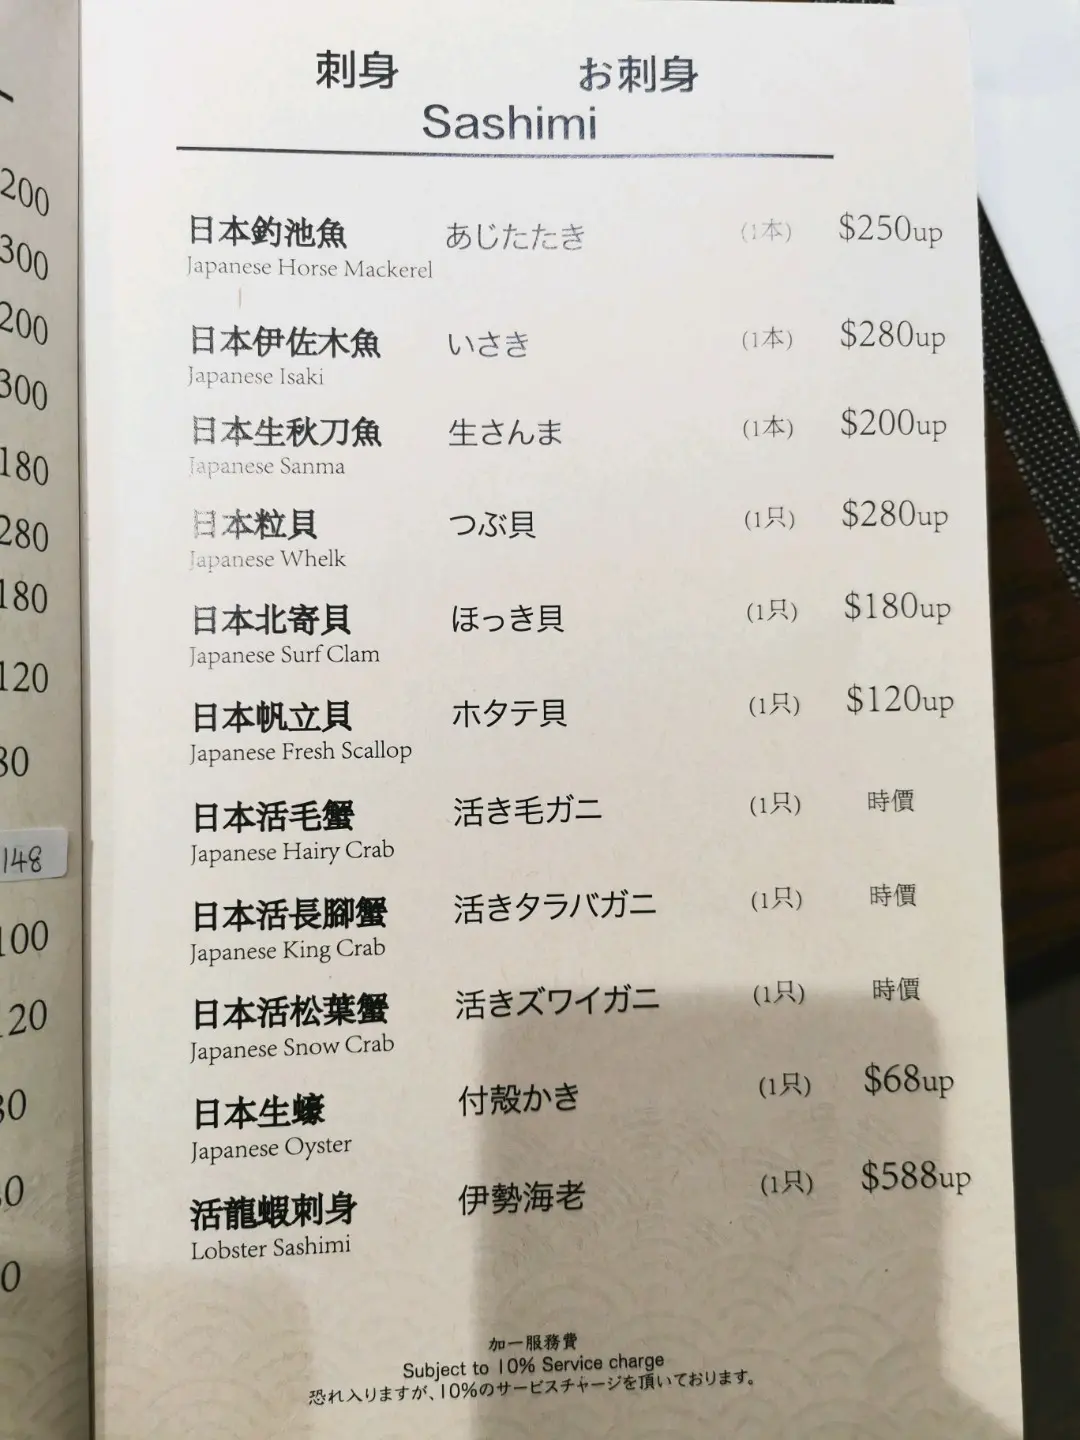 刺身 お刺身
Sashimi
日本釣池魚 あじたたき (1本) $250up
Japanese Horse Mackerel
日本伊佐木魚 いさき (1本) $280up
Japanese Isaki
日本生秋刀魚 生さんま (1本) $200up
Japanese Sanma
日本粒貝 つぶ貝 (1只) $280up
Japanese Whelk
日本北寄貝 ほっき貝 (1只) $180up
Japanese Surf Clam
日本帆立貝 ホタテ貝 (1只) $120up
Japanese Fresh Scallop
日本活毛蟹 活き毛ガニ (1只) 時價
Japanese Hairy Crab
日本活長腳蟹 活きタラバガニ (1只) 時價
Japanese King Crab
日本活松葉蟹 活きズワイガニ (1只) 時價
Japanese Snow Crab
日本生蠔 付殻かき (1只) $68up
Japanese Oyster
活龍蝦刺身 伊勢海老 (1只) $588up
Lobster Sashimi
加一服務費
Subject to 10% Service charge
恐れ入りますが、10%のサービスチャージを頂いております。
200
300
200
300
180
280
180
120
80
148
100
120